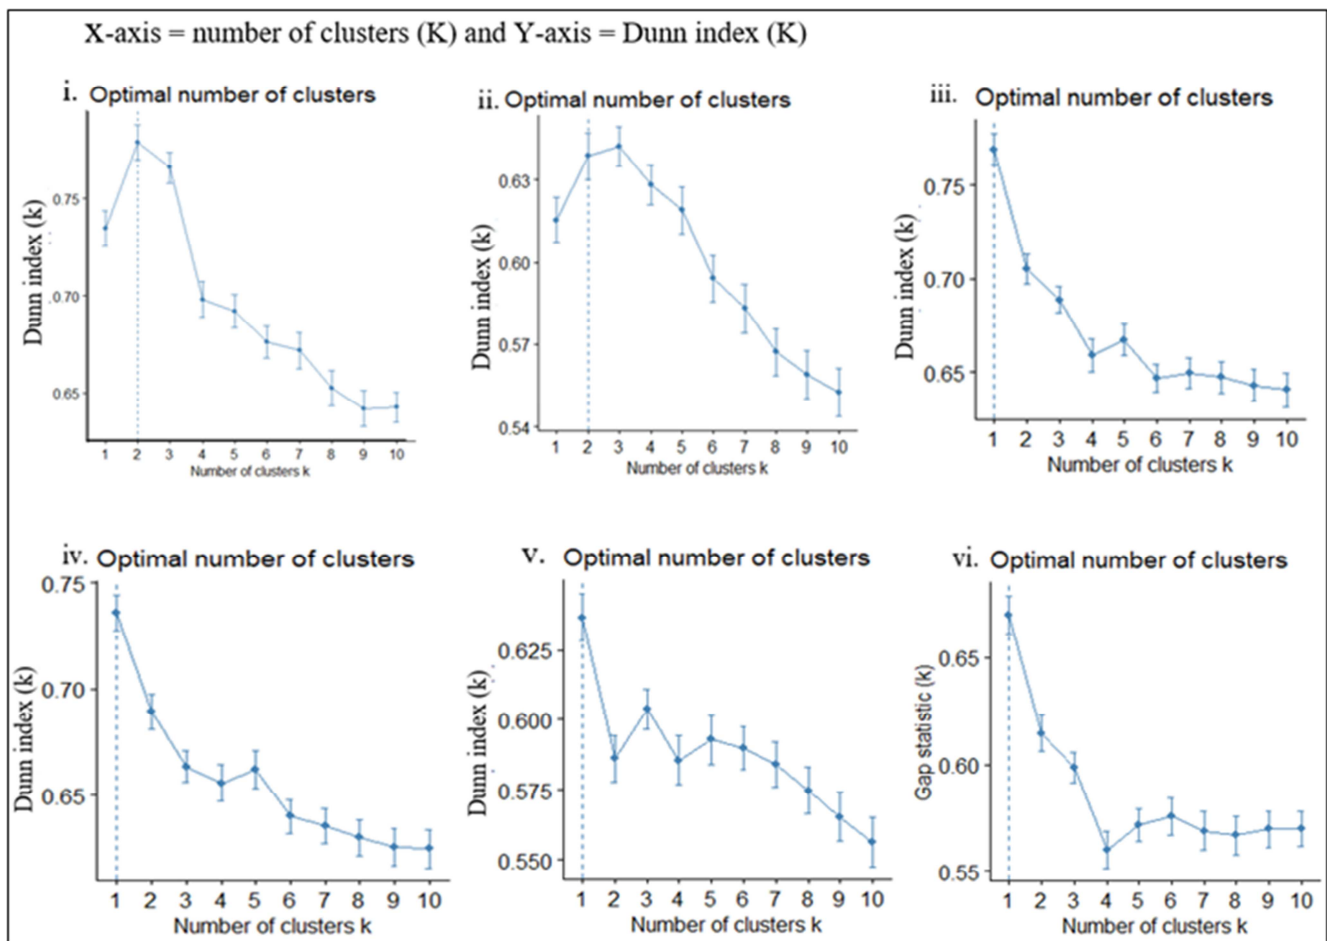 X-axis = number of clusters (K) and Y-axis = Dunn index (K)
i. Optimal number of clusters
Dunn index (k)
0.75
0.70
0.65
1 2 3 4 5 6 7 8 9 10
Number of clusters k
ii. Optimal number of clusters
Dunn index (k)
0.63
0.60
0.57
0.54
1 2 3 4 5 6 7 8 9 10
Number of clusters k
iii. Optimal number of clusters
Dunn index (k)
0.75
0.70
0.65
1 2 3 4 5 6 7 8 9 10
Number of clusters k
iv. Optimal number of clusters
Dunn index (k)
0.75
0.70
0.65
1 2 3 4 5 6 7 8 9 10
Number of clusters k
v. Optimal number of clusters
Dunn index (k)
0.625
0.600
0.575
0.550
1 2 3 4 5 6 7 8 9 10
Number of clusters k
vi. Optimal number of clusters
Gap statistic (k)
0.65
0.60
0.55
1 2 3 4 5 6 7 8 9 10
Number of clusters k